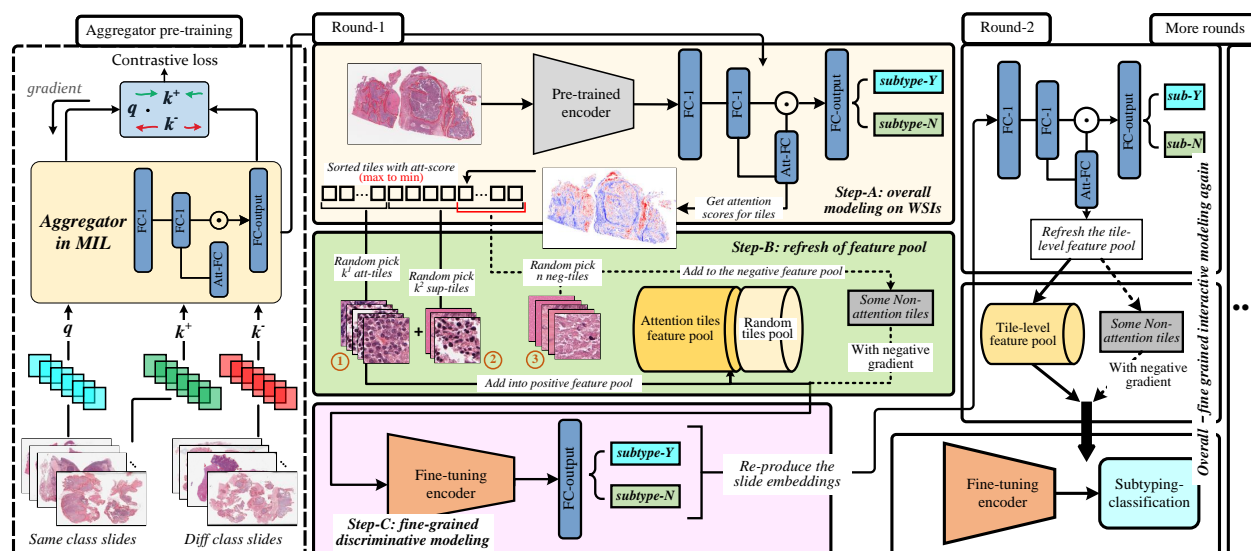 Aggregator pre-training
Contrastive loss
gradient
q · k⁺
k⁻
Aggregator
in MIL
FC-1
FC-1
Att-FC
FC-output
q
k⁺
k⁻
Same class slides
Diff class slides
Round-1
Pre-trained
encoder
FC-1
FC-1
Att-FC
FC-output
subtype-Y
subtype-N
Sorted tiles with att-score
(max to min)
Get attention
scores for tiles
Step-A: overall
modeling on WSIs
Step-B: refresh of feature pool
Random pick
k¹ att-tiles
Random pick
k² sup-tiles
Random pick
n neg-tiles
Add to the negative feature pool
1
+
2
3
Attention tiles
feature pool
Random
tiles pool
Some Non-
attention tiles
With negative
gradient
Add into positive feature pool
Fine-tuning
encoder
FC-output
subtype-Y
subtype-N
Step-C: fine-grained
discriminative modeling
Re-produce the
slide embeddings
Round-2
More rounds
FC-1
FC-1
Att-FC
FC-output
sub-Y
sub-N
Refresh the tile-
level feature pool
Tile-level
feature pool
Some Non-
attention tiles
With negative
gradient
Fine-tuning
encoder
Subtyping-
classification
Overall - fine grained interactive modeling again